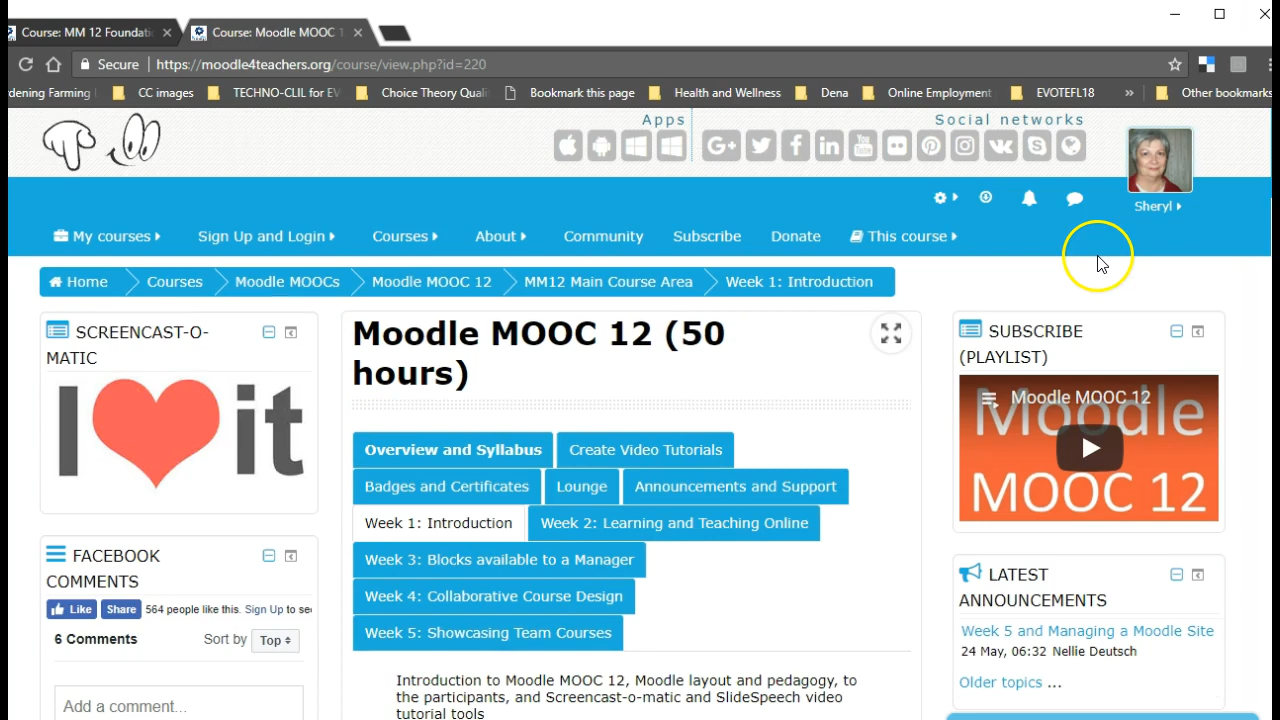 Course: MM 12 Foundatio
Course: Moodle MOOC 1
Secure | https://moodle4teachers.org/course/view.php?id=220
rdening Farming L
CC images
TECHNO-CLIL for EV
Choice Theory Quali
Bookmark this page
Health and Wellness
Dena
Online Employment
EVOTEFL18
»
Other bookmarks
Apps
Social networks
Sheryl
My courses
Sign Up and Login
Courses
About
Community
Subscribe
Donate
This course
Home
Courses
Moodle MOOCs
Moodle MOOC 12
MM12 Main Course Area
Week 1: Introduction
SCREENCAST-O-
MATIC
I it
FACEBOOK
COMMENTS
Like
Share
564 people like this. Sign Up to see
6 Comments
Sort by
Top
Add a comment...
Moodle MOOC 12 (50
hours)
Overview and Syllabus
Create Video Tutorials
Badges and Certificates
Lounge
Announcements and Support
Week 1: Introduction
Week 2: Learning and Teaching Online
Week 3: Blocks available to a Manager
Week 4: Collaborative Course Design
Week 5: Showcasing Team Courses
Introduction to Moodle MOOC 12, Moodle layout and pedagogy, to
the participants, and Screencast-o-matic and SlideSpeech video
tutorial tools
SUBSCRIBE
(PLAYLIST)
Moodle MOOC 12
Moodle
MOOC 12
LATEST
ANNOUNCEMENTS
Week 5 and Managing a Moodle Site
24 May, 06:32 Nellie Deutsch
Older topics ...